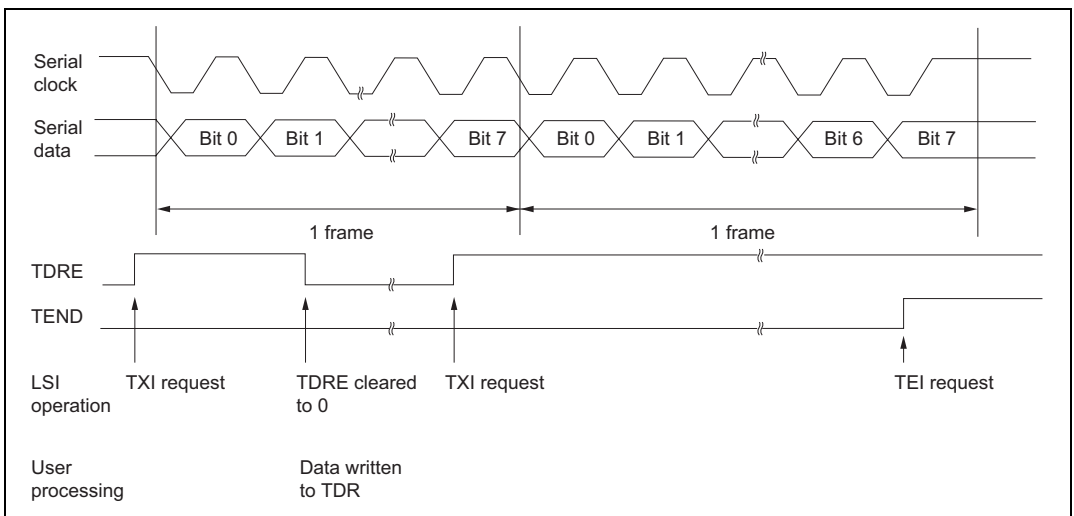 Serial
clock
Serial
data
Bit 0
Bit 1
Bit 7
Bit 0
Bit 1
Bit 6
Bit 7
1 frame
1 frame
TDRE
TEND
LSI
operation
TXI request
TDRE cleared
to 0
TXI request
TEI request
User
processing
Data written
to TDR